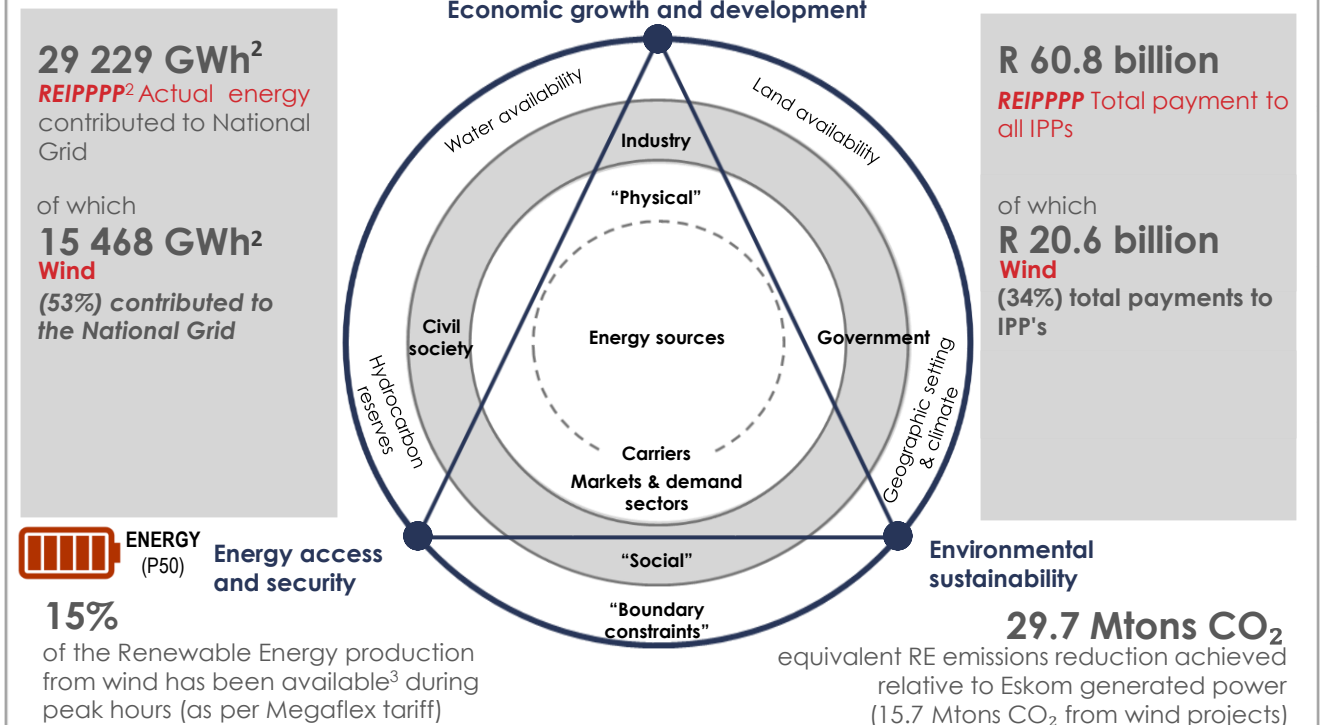 Economic growth and development
29 229 GWh²
REIPPPP² Actual energy
contributed to National
Grid
of which
15 468 GWh²
Wind
(53%) contributed to
the National Grid
R 60.8 billion
REIPPPP Total payment to
all IPPs
of which
R 20.6 billion
Wind
(34%) total payments to
IPP's
Water availability
Land availability
Industry
“Physical”
Civil
society
Energy sources
Government
Hydrocarbon
reserves
Geographic setting
& climate
Carriers
Markets & demand
sectors
“Social”
“Boundary
constraints”
ENERGY
(P50)
Energy access
and security
15%
of the Renewable Energy production
from wind has been available³ during
peak hours (as per Megaflex tariff)
Environmental
sustainability
29.7 Mtons CO₂
equivalent RE emissions reduction achieved
relative to Eskom generated power
(15.7 Mtons CO₂ from wind projects)